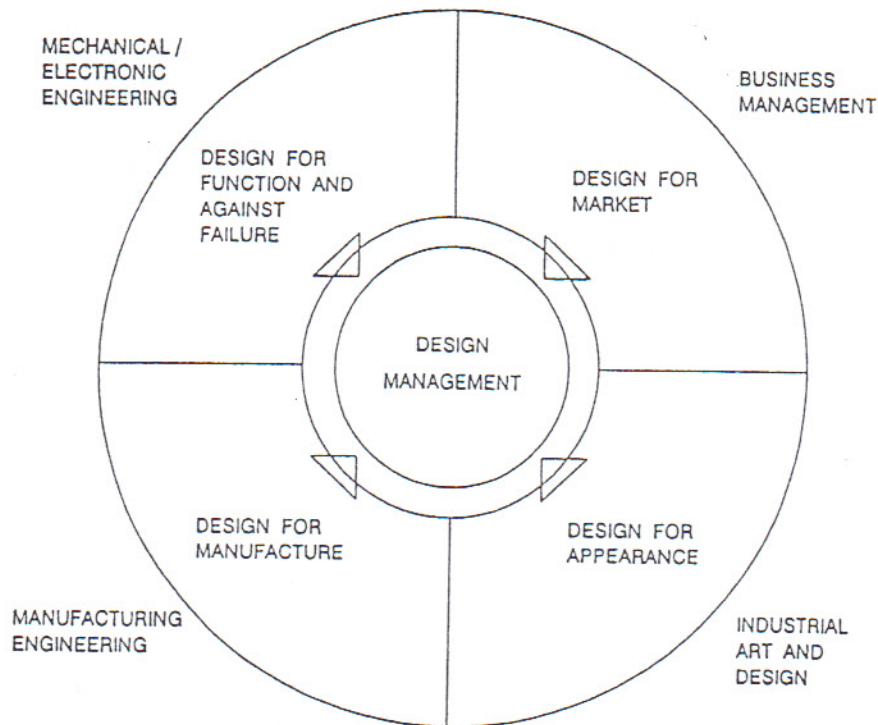 MECHANICAL /
ELECTRONIC
ENGINEERING
BUSINESS
MANAGEMENT
DESIGN FOR
FUNCTION AND
AGAINST
FAILURE
DESIGN FOR
MARKET
DESIGN
MANAGEMENT
DESIGN FOR
MANUFACTURE
DESIGN FOR
APPEARANCE
MANUFACTURING
ENGINEERING
INDUSTRIAL
ART AND
DESIGN